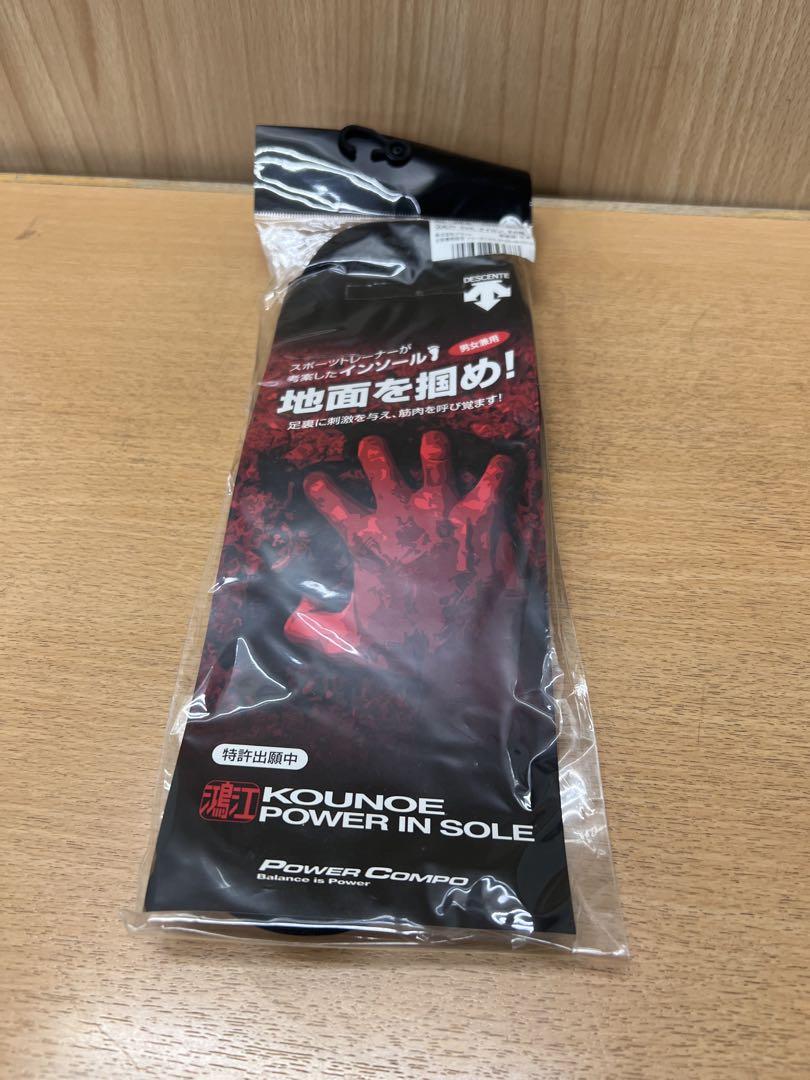 DESCENTE
スポーツトレーナーが
考案したインソール
男女兼用
地面を掴め!
足裏に刺激を与え、筋肉を呼び覚ます!
特許出願中
鴻江 KOUNOE
POWER IN SOLE
POWER COMPO
Balance is Power